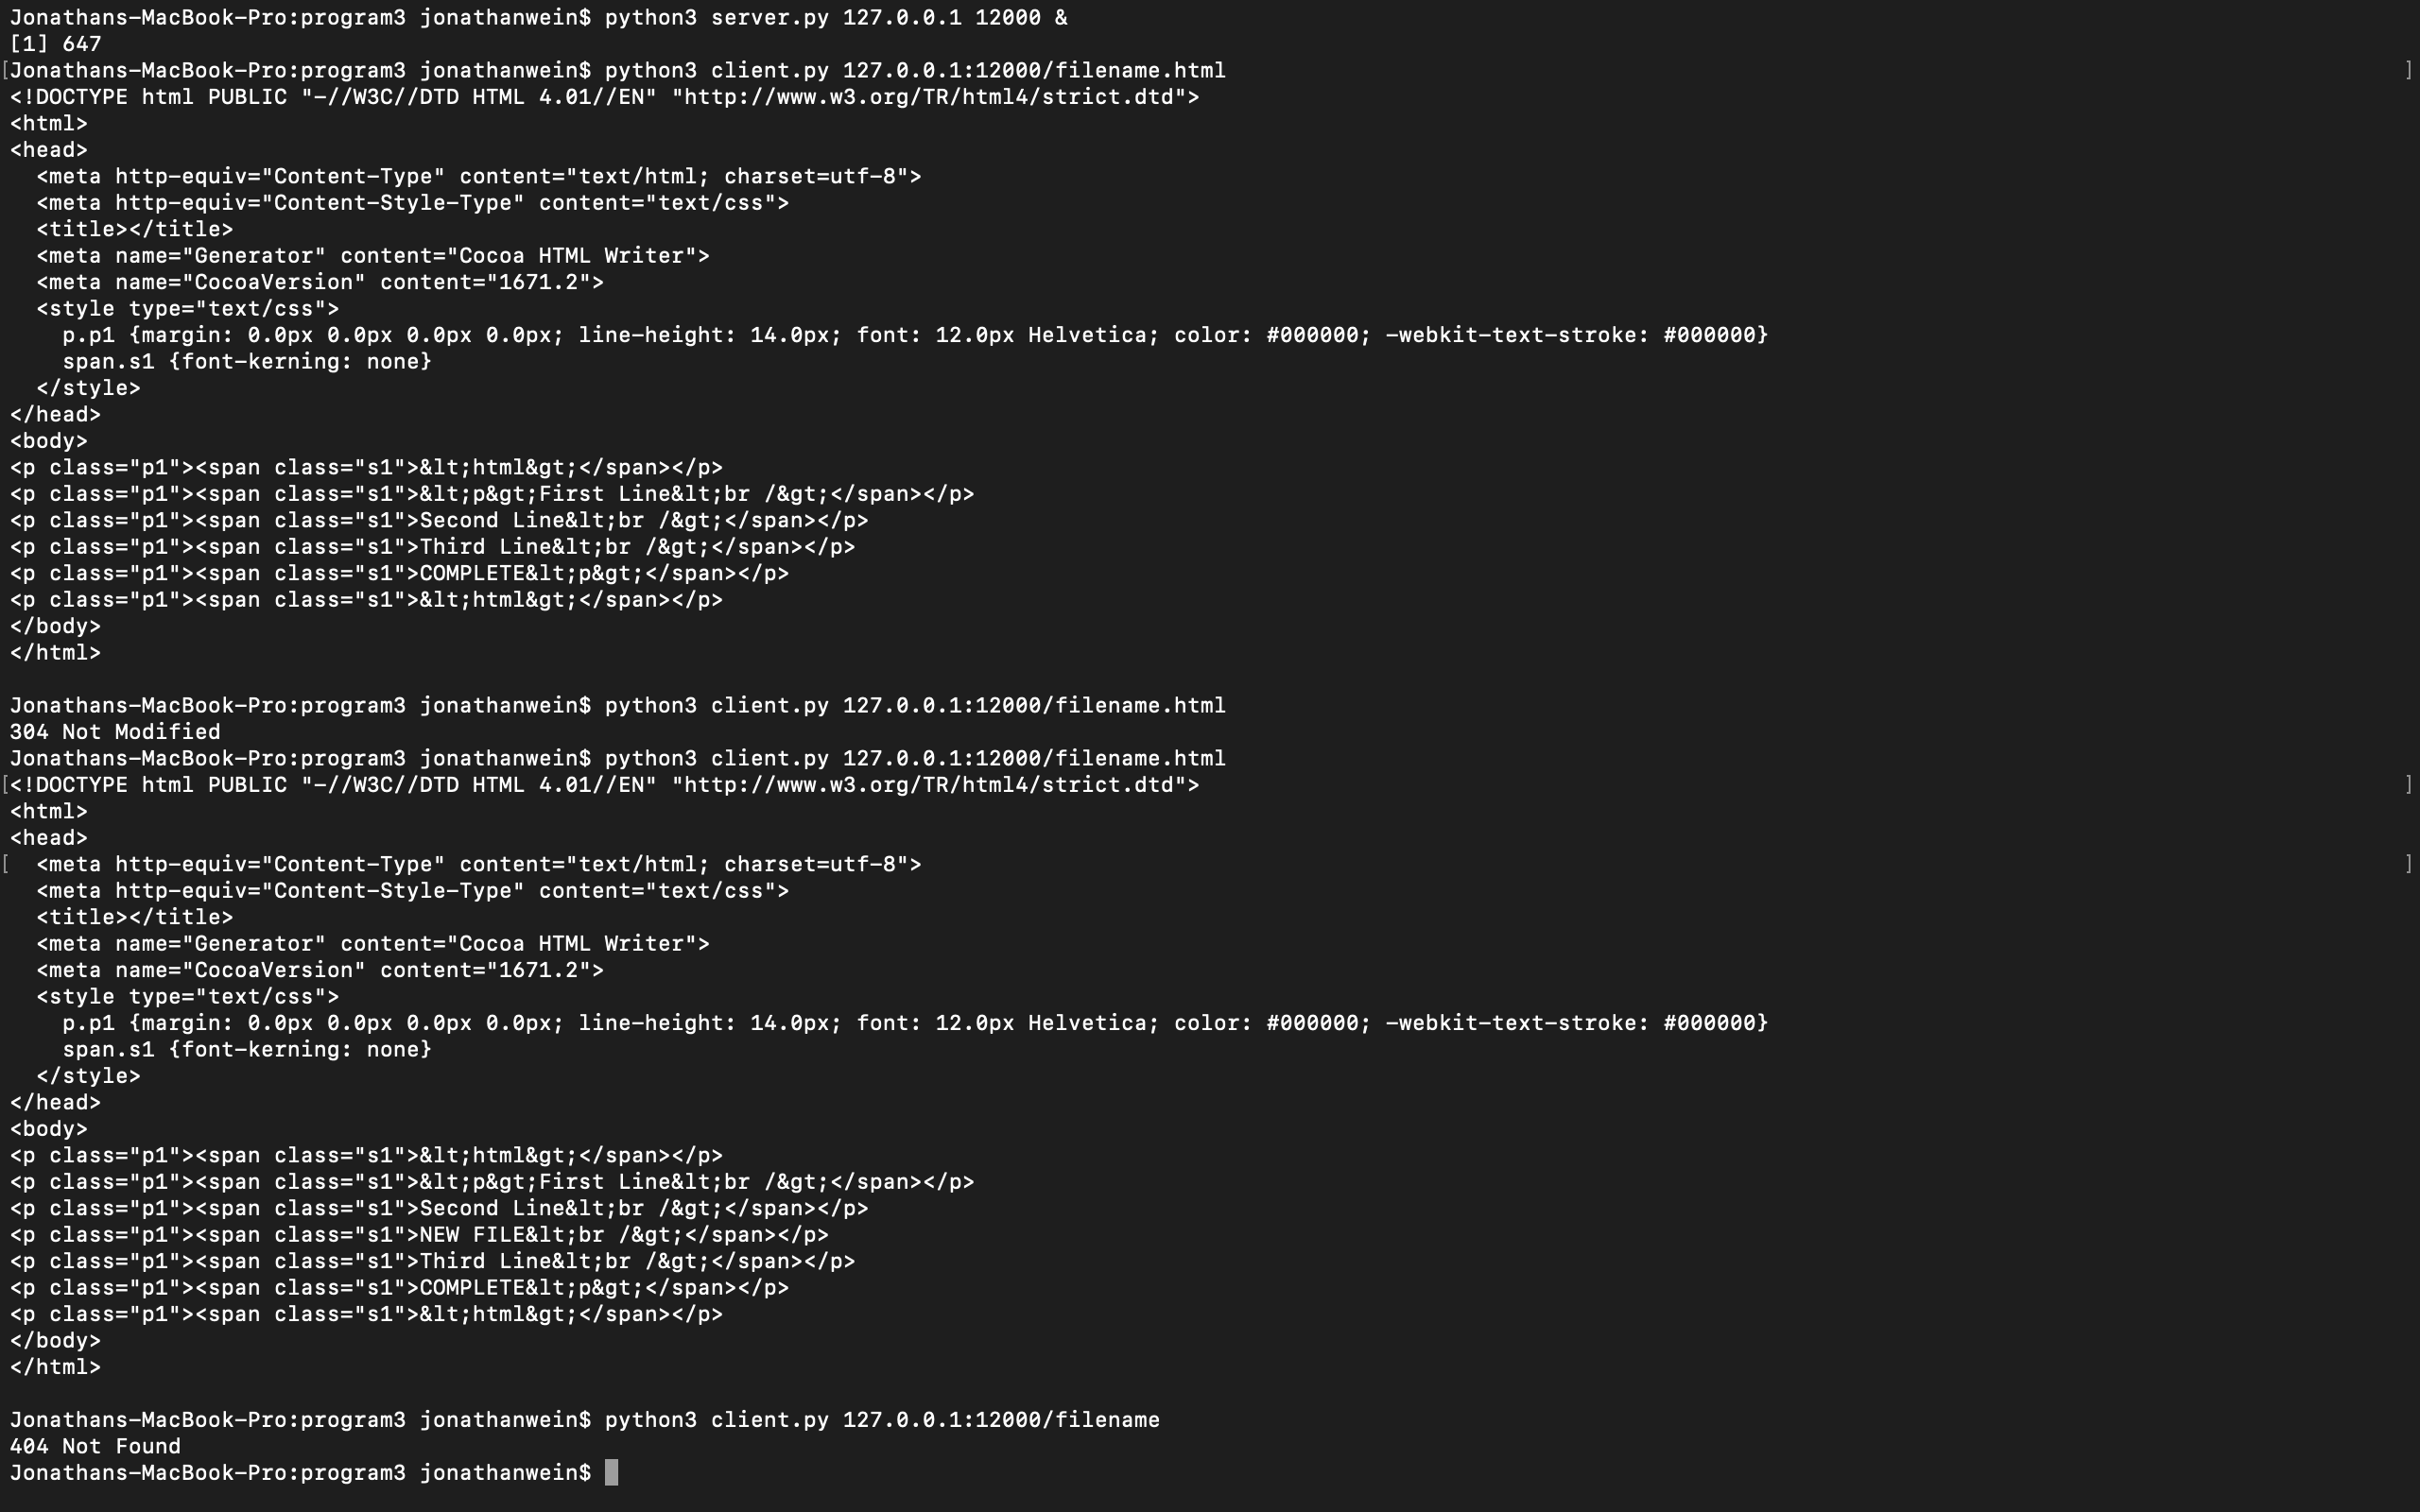 Jonathans-MacBook-Pro:program3 jonathanwein$ python3 server.py 127.0.0.1 12000 &
[1] 647
[Jonathans-MacBook-Pro:program3 jonathanwein$ python3 client.py 127.0.0.1:12000/filename.html ]
<!DOCTYPE html PUBLIC "-//W3C//DTD HTML 4.01//EN" "http://www.w3.org/TR/html4/strict.dtd">
<html>
<head>
  <meta http-equiv="Content-Type" content="text/html; charset=utf-8">
  <meta http-equiv="Content-Style-Type" content="text/css">
  <title></title>
  <meta name="Generator" content="Cocoa HTML Writer">
  <meta name="CocoaVersion" content="1671.2">
  <style type="text/css">
    p.p1 {margin: 0.0px 0.0px 0.0px 0.0px; line-height: 14.0px; font: 12.0px Helvetica; color: #000000; -webkit-text-stroke: #000000}
    span.s1 {font-kerning: none}
  </style>
</head>
<body>
<p class="p1"><span class="s1">&lt;html&gt;</span></p>
<p class="p1"><span class="s1">&lt;p&gt;First Line&lt;br /&gt;</span></p>
<p class="p1"><span class="s1">Second Line&lt;br /&gt;</span></p>
<p class="p1"><span class="s1">Third Line&lt;br /&gt;</span></p>
<p class="p1"><span class="s1">COMPLETE&lt;p&gt;</span></p>
<p class="p1"><span class="s1">&lt;html&gt;</span></p>
</body>
</html>

Jonathans-MacBook-Pro:program3 jonathanwein$ python3 client.py 127.0.0.1:12000/filename.html
304 Not Modified
Jonathans-MacBook-Pro:program3 jonathanwein$ python3 client.py 127.0.0.1:12000/filename.html
[<!DOCTYPE html PUBLIC "-//W3C//DTD HTML 4.01//EN" "http://www.w3.org/TR/html4/strict.dtd"> ]
<html>
<head>
[  <meta http-equiv="Content-Type" content="text/html; charset=utf-8"> ]
  <meta http-equiv="Content-Style-Type" content="text/css">
  <title></title>
  <meta name="Generator" content="Cocoa HTML Writer">
  <meta name="CocoaVersion" content="1671.2">
  <style type="text/css">
    p.p1 {margin: 0.0px 0.0px 0.0px 0.0px; line-height: 14.0px; font: 12.0px Helvetica; color: #000000; -webkit-text-stroke: #000000}
    span.s1 {font-kerning: none}
  </style>
</head>
<body>
<p class="p1"><span class="s1">&lt;html&gt;</span></p>
<p class="p1"><span class="s1">&lt;p&gt;First Line&lt;br /&gt;</span></p>
<p class="p1"><span class="s1">Second Line&lt;br /&gt;</span></p>
<p class="p1"><span class="s1">NEW FILE&lt;br /&gt;</span></p>
<p class="p1"><span class="s1">Third Line&lt;br /&gt;</span></p>
<p class="p1"><span class="s1">COMPLETE&lt;p&gt;</span></p>
<p class="p1"><span class="s1">&lt;html&gt;</span></p>
</body>
</html>

Jonathans-MacBook-Pro:program3 jonathanwein$ python3 client.py 127.0.0.1:12000/filename
404 Not Found
Jonathans-MacBook-Pro:program3 jonathanwein$